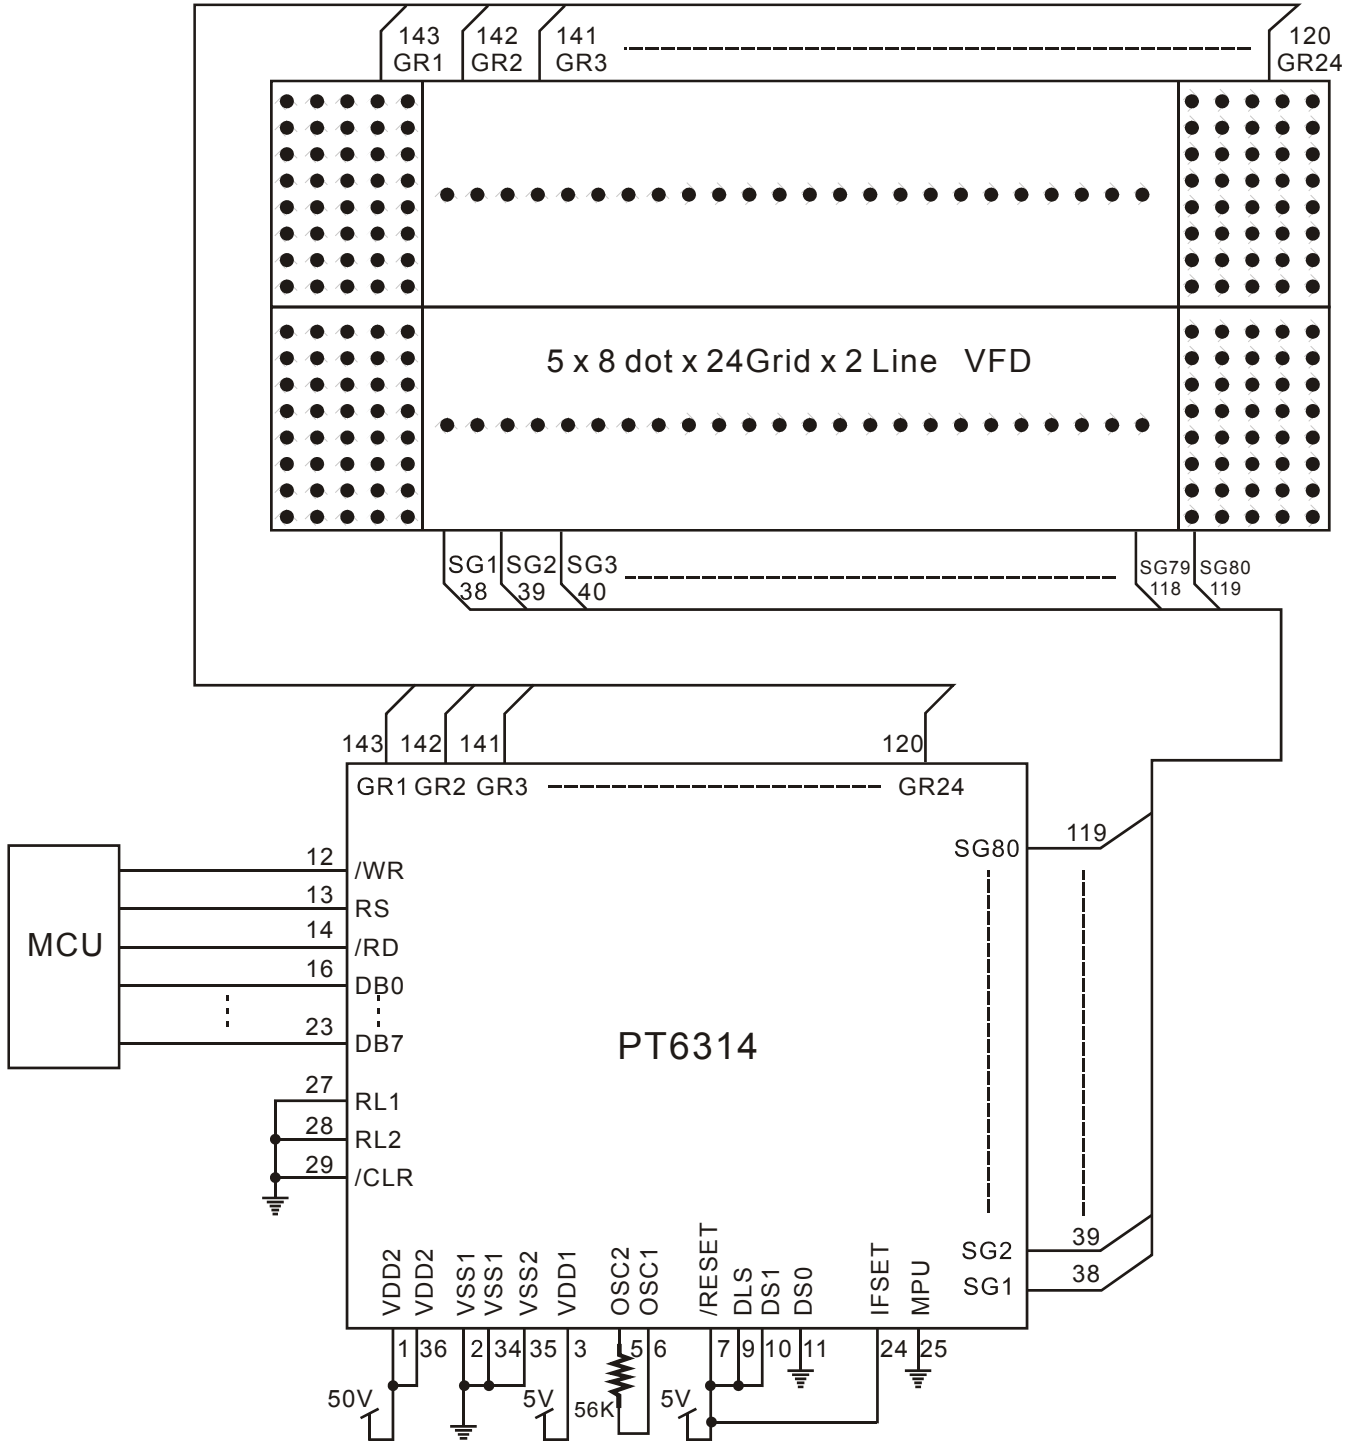 143 142 141 120
GR1 GR2 GR3 GR24
5 x 8 dot x 24Grid x 2 Line VFD
SG1 SG2 SG3 SG79 SG80
38 39 40 118 119
143 142 141 120
GR1 GR2 GR3 GR24
119
SG80
MCU
12
/WR
13
RS
14
/RD
16
DB0
23
DB7
PT6314
27
RL1
28
RL2
29
/CLR
39
SG2
38
SG1
VDD2 VDD2 VSS1 VSS1 VSS2 VDD1 OSC2 OSC1 /RESET DLS DS1 DS0 IFSET MPU
1 36 2 34 35 3 5 6 7 9 10 11 24 25
50V 5V 56K 5V